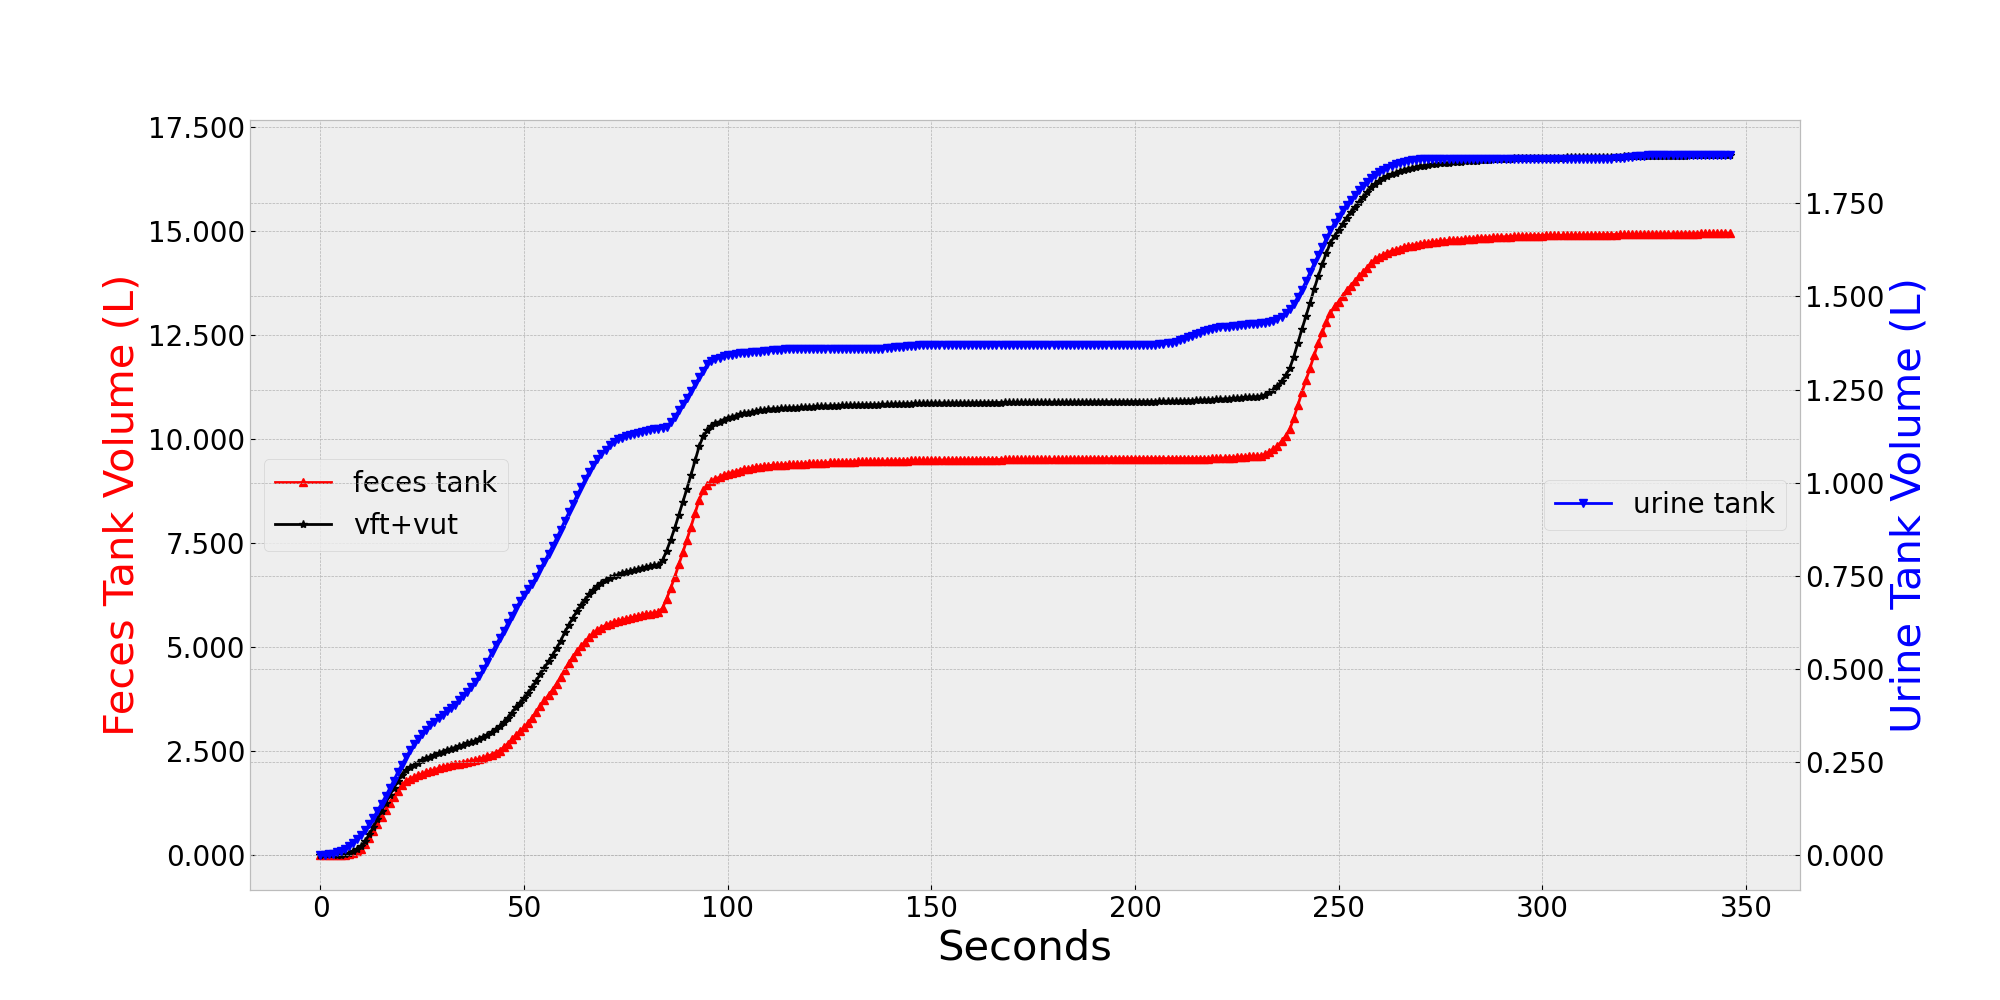 17.500
15.000
12.500
10.000
7.500
5.000
2.500
0.000
Feces Tank Volume (L)
feces tank
vft+vut
urine tank
1.750
1.500
1.250
1.000
0.750
0.500
0.250
0.000
Urine Tank Volume (L)
0 50 100 150 200 250 300 350
Seconds